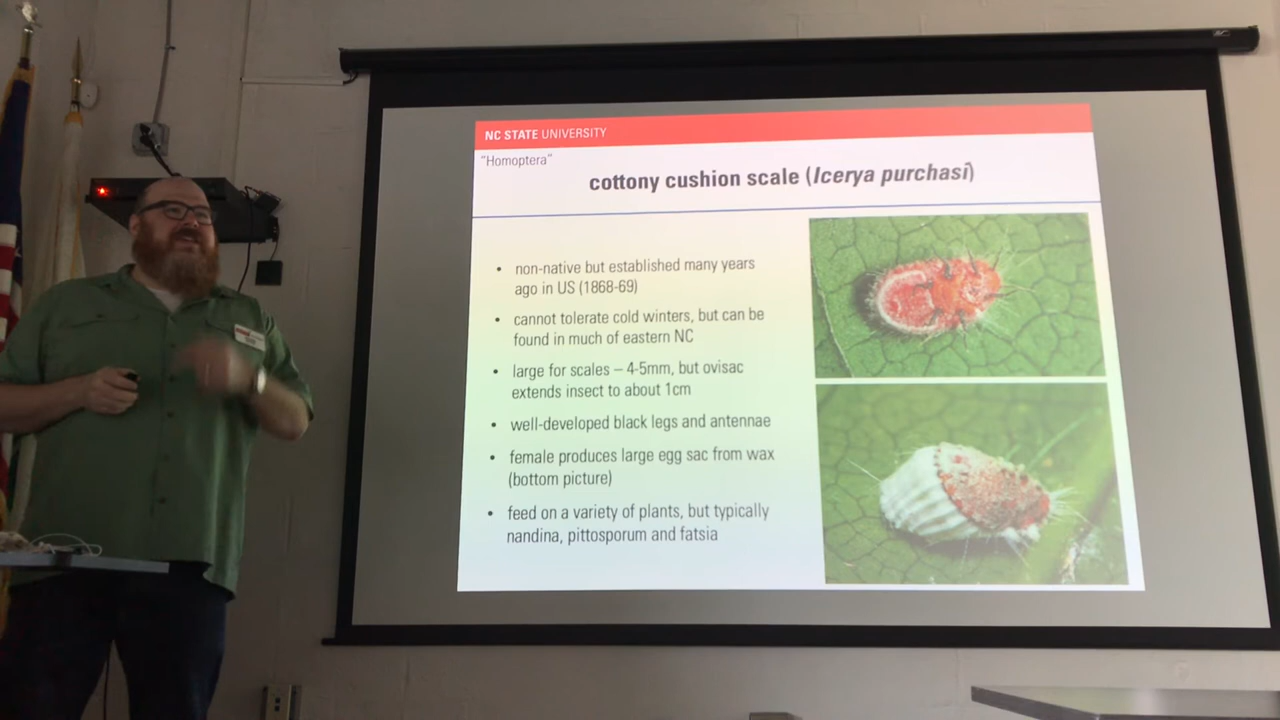 NC STATE UNIVERSITY
"Homoptera"
cottony cushion scale (Icerya purchasi)
• non-native but established many years
ago in US (1868-69)
• cannot tolerate cold winters, but can be
found in much of eastern NC
• large for scales – 4-5mm, but ovisac
extends insect to about 1cm
• well-developed black legs and antennae
• female produces large egg sac from wax
(bottom picture)
• feed on a variety of plants, but typically
nandina, pittosporum and fatsia